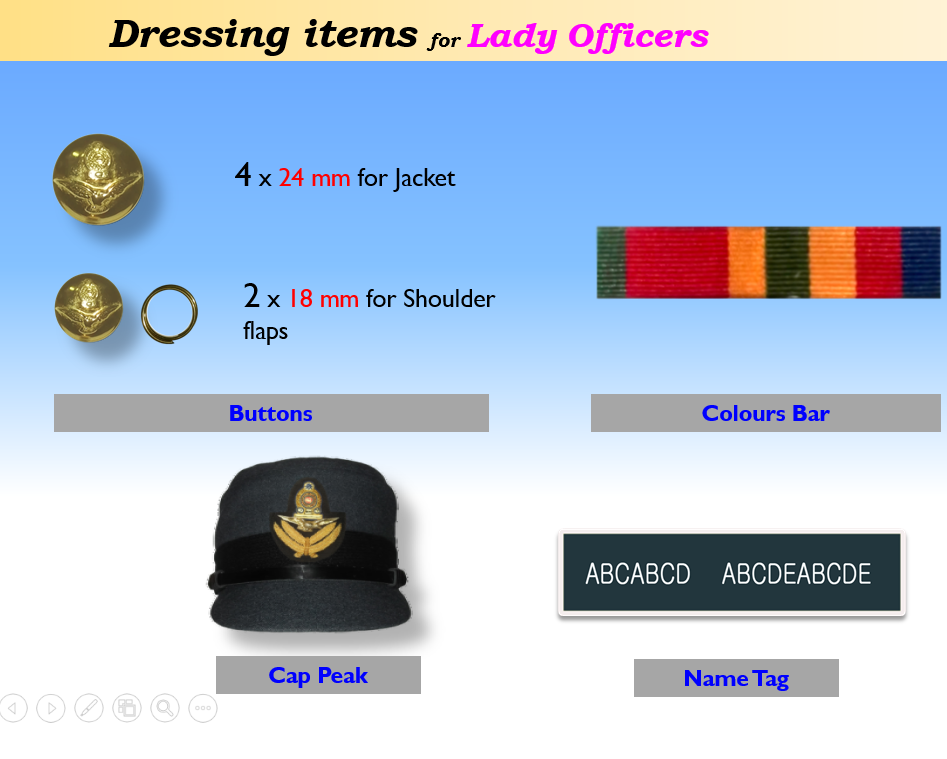 Dressing items for Lady Officers
4 x 24 mm for Jacket
2 x 18 mm for Shoulder
flaps
Buttons
Colours Bar
ABCABCD ABCDEABCDE
Cap Peak
Name Tag